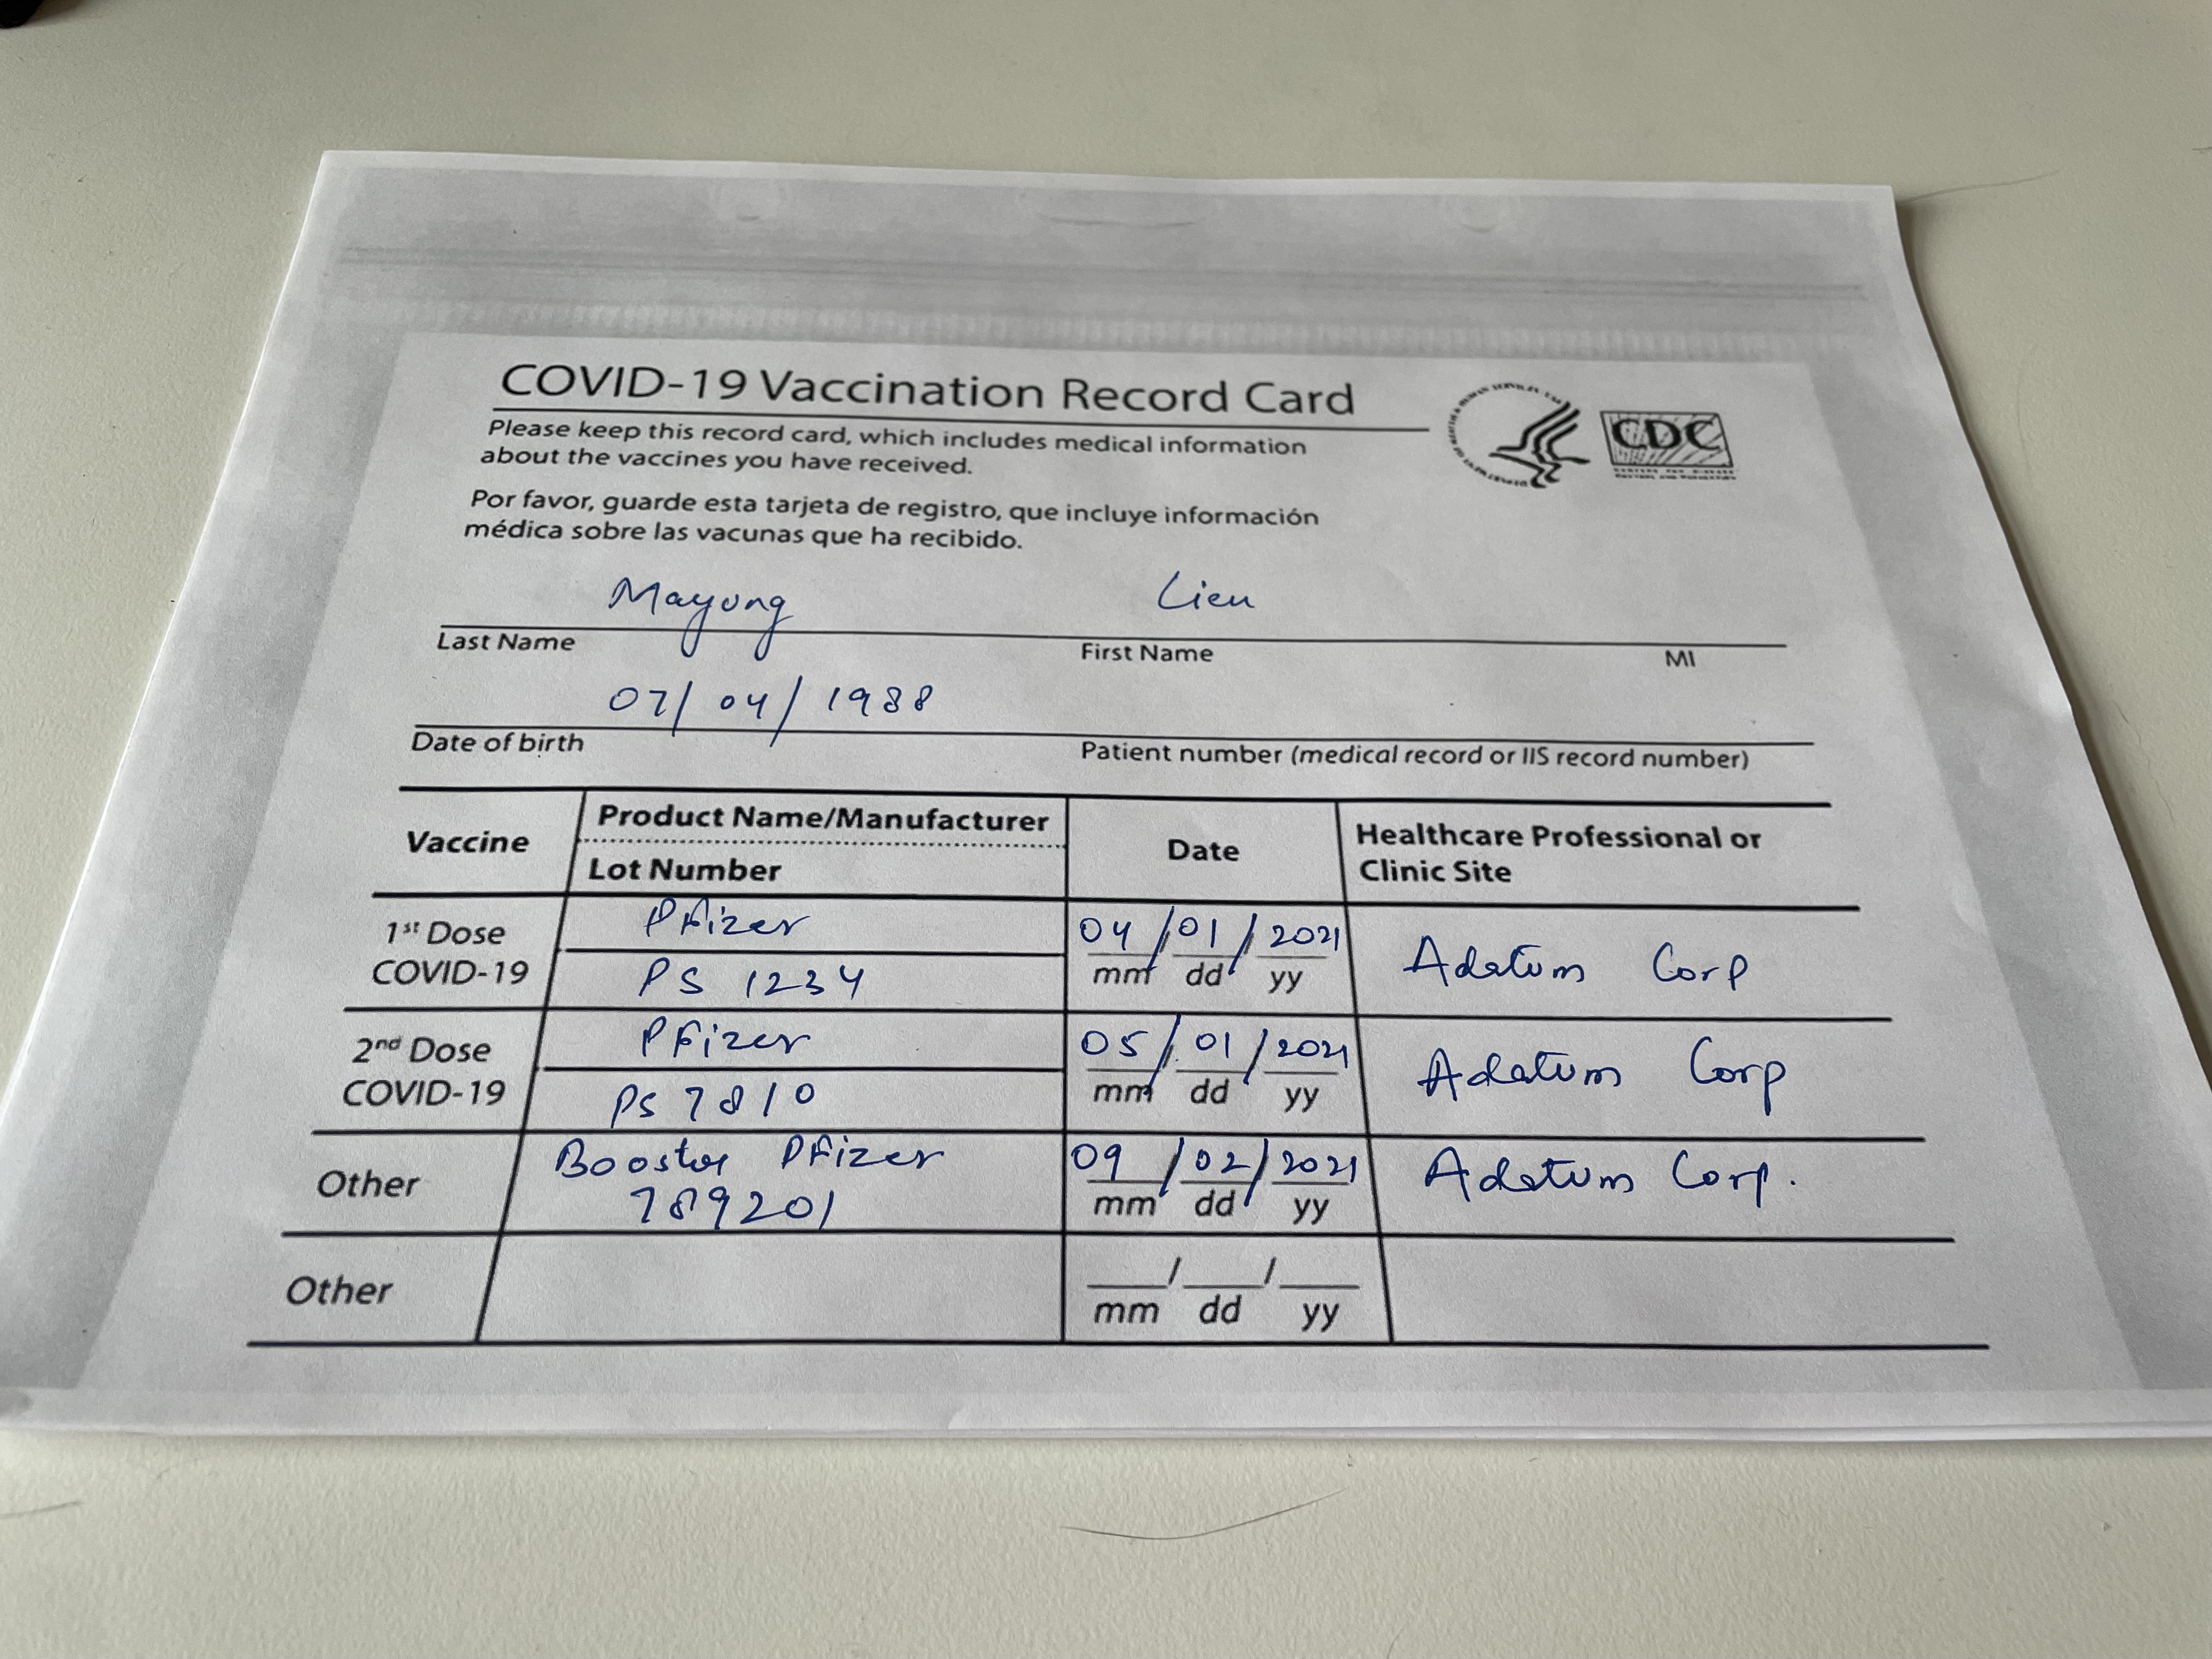 COVID-19 Vaccination Record Card
Please keep this record card, which includes medical information
about the vaccines you have received.
Por favor, guarde esta tarjeta de registro, que incluye información
médica sobre las vacunas que ha recibido.
CDC
Mayung Lieu
Last Name First Name MI
07/04/1988
Date of birth Patient number (medical record or IIS record number)
Vaccine Product Name/Manufacturer Date Healthcare Professional or
Lot Number Clinic Site
1st Dose Pfizer 04/01/2021 Adatum Corp
COVID-19 PS 1234 mm dd yy
2nd Dose Pfizer 05/01/2021 Adatum Corp
COVID-19 PS 7810 mm dd yy
Other Booster Pfizer 09/02/2021 Adatum Corp.
789201 mm dd yy
Other ___/___/___
mm dd yy